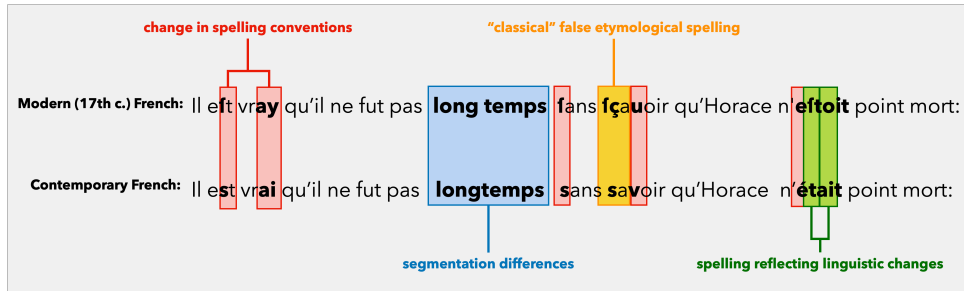 change in spelling conventions “classical” false etymological spelling
Modern (17th c.) French: Il eſt vray qu’il ne fut pas long temps ſans ſçauoir qu’Horace n'eſtoit point mort:
Contemporary French: Il est vrai qu’il ne fut pas longtemps sans savoir qu’Horace n’était point mort:
segmentation differences spelling reflecting linguistic changes